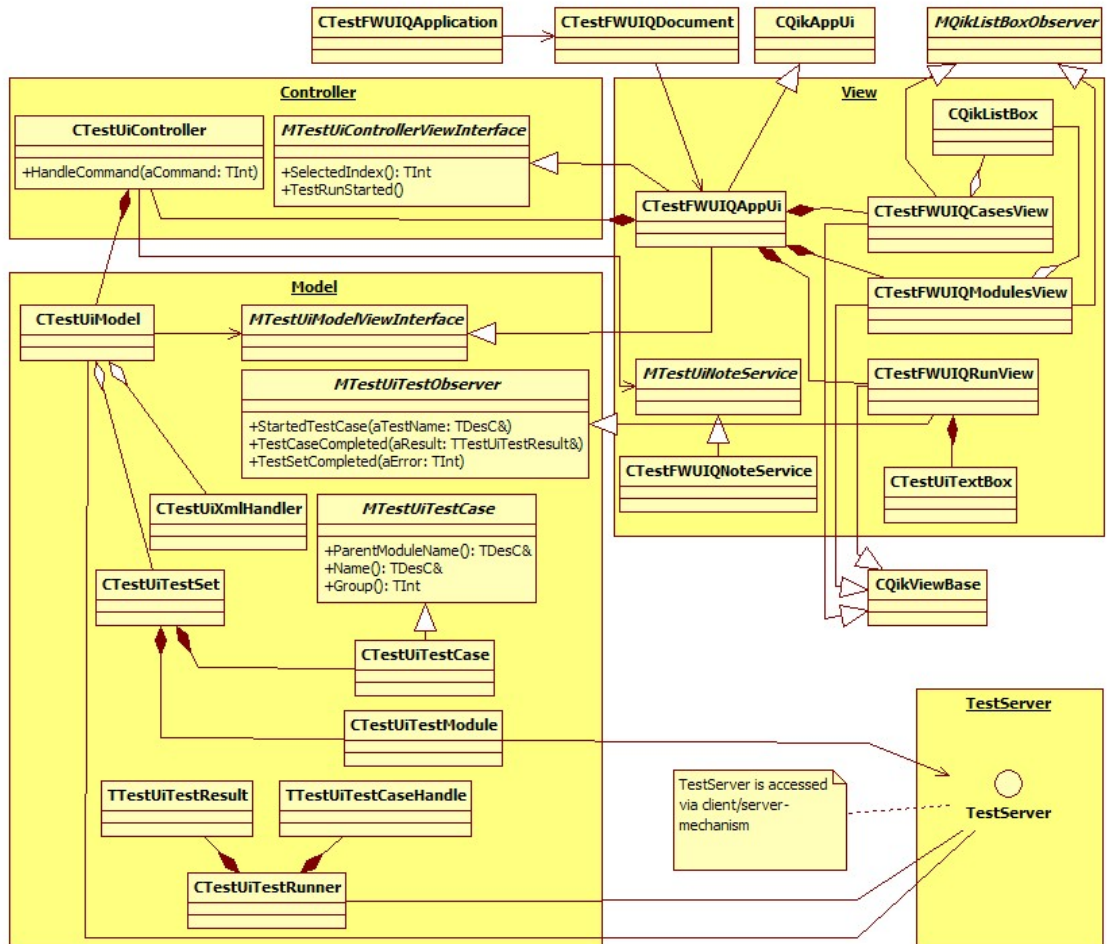 CTestFWUIQApplication
CTestFWUIQDocument
CQikAppUi
MQikListBoxObserver
Controller
CTestUiController
+HandleCommand(aCommand: TInt)
MTestUiControllerViewInterface
+SelectedIndex(): TInt
+TestRunStarted()
View
CQikListBox
CTestFWUIQAppUi
CTestFWUIQCasesView
CTestFWUIQModulesView
Model
CTestUiModel
MTestUiModelViewInterface
MTestUiTestObserver
+StartedTestCase(aTestName: TDesC&)
+TestCaseCompleted(aResult: TTestUiTestResult&)
+TestSetCompleted(aError: TInt)
MTestUiNoteService
CTestFWUIQRunView
CTestFWUIQNoteService
CTestUiTextBox
CTestUiXmlHandler
MTestUiTestCase
+ParentModuleName(): TDesC&
+Name(): TDesC&
+Group(): TInt
CTestUiTestSet
CQikViewBase
CTestUiTestCase
CTestUiTestModule
TestServer
TTestUiTestResult
TTestUiTestCaseHandle
TestServer is accessed
via client/server-
mechanism
TestServer
CTestUiTestRunner